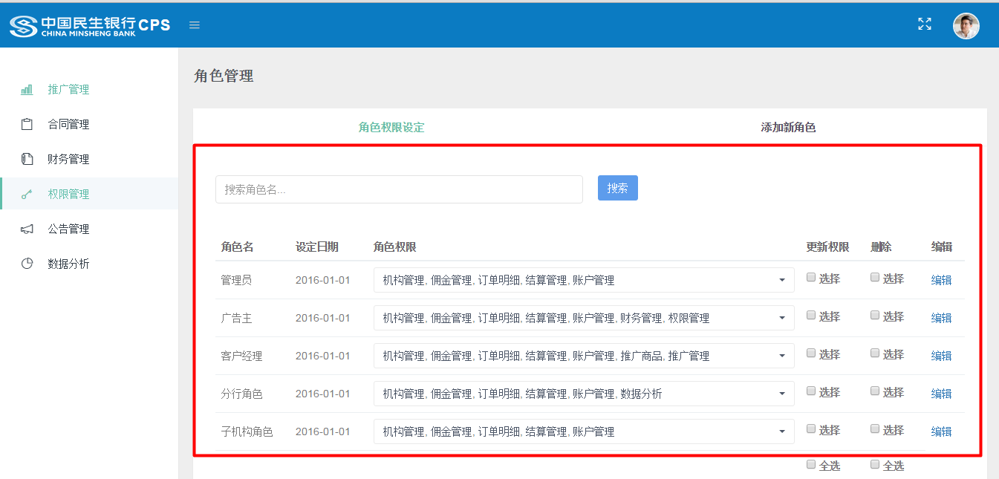 中国民生银行CPS
CHINA MINSHENG BANK
推广管理
合同管理
财务管理
权限管理
公告管理
数据分析
角色管理
角色权限设定 添加新角色
搜索角色名... 搜索
角色名 设定日期 角色权限 更新权限 删除 编辑
管理员 2016-01-01 机构管理, 佣金管理, 订单明细, 结算管理, 账户管理 选择 选择 编辑
广告主 2016-01-01 机构管理, 佣金管理, 订单明细, 结算管理, 账户管理, 财务管理, 权限管理 选择 选择 编辑
客户经理 2016-01-01 机构管理, 佣金管理, 订单明细, 结算管理, 账户管理, 推广商品, 推广管理 选择 选择 编辑
分行角色 2016-01-01 机构管理, 佣金管理, 订单明细, 结算管理, 账户管理, 数据分析 选择 选择 编辑
子机构角色 2016-01-01 机构管理, 佣金管理, 订单明细, 结算管理, 账户管理 选择 选择 编辑
全选 全选